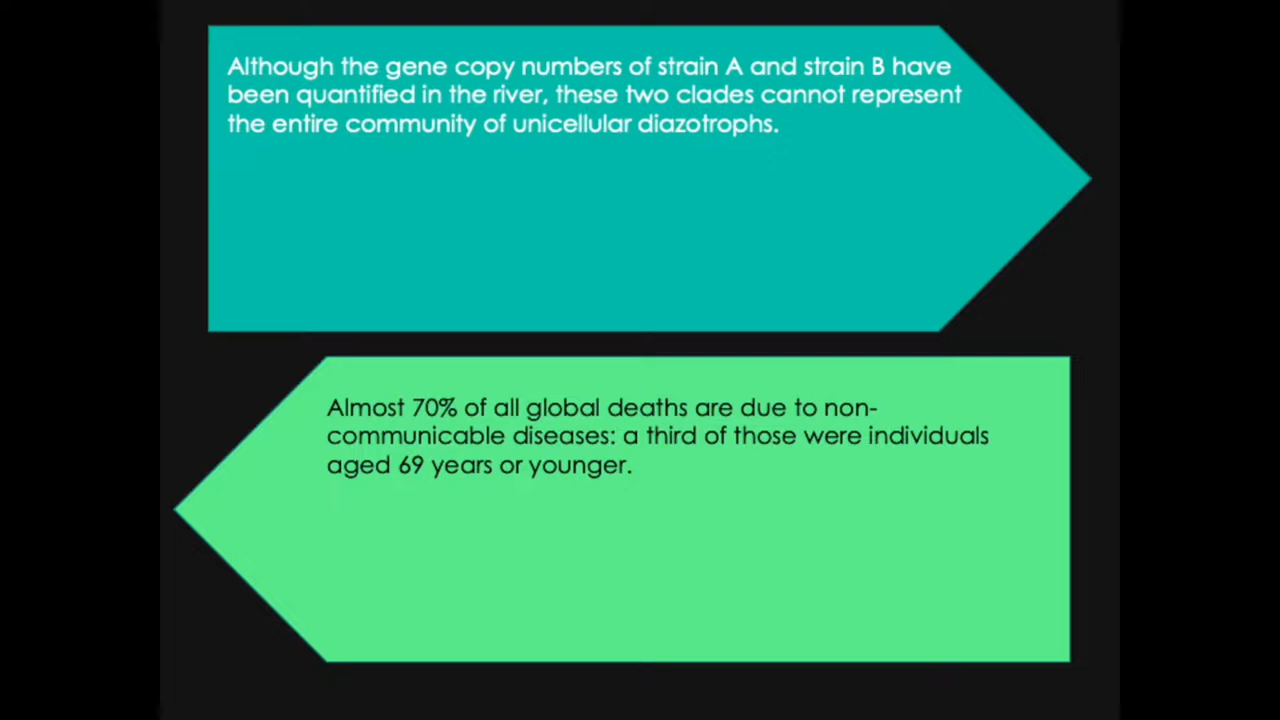 Although the gene copy numbers of strain A and strain B have
been quantified in the river, these two clades cannot represent
the entire community of unicellular diazotrophs.
Almost 70% of all global deaths are due to non-
communicable diseases: a third of those were individuals
aged 69 years or younger.